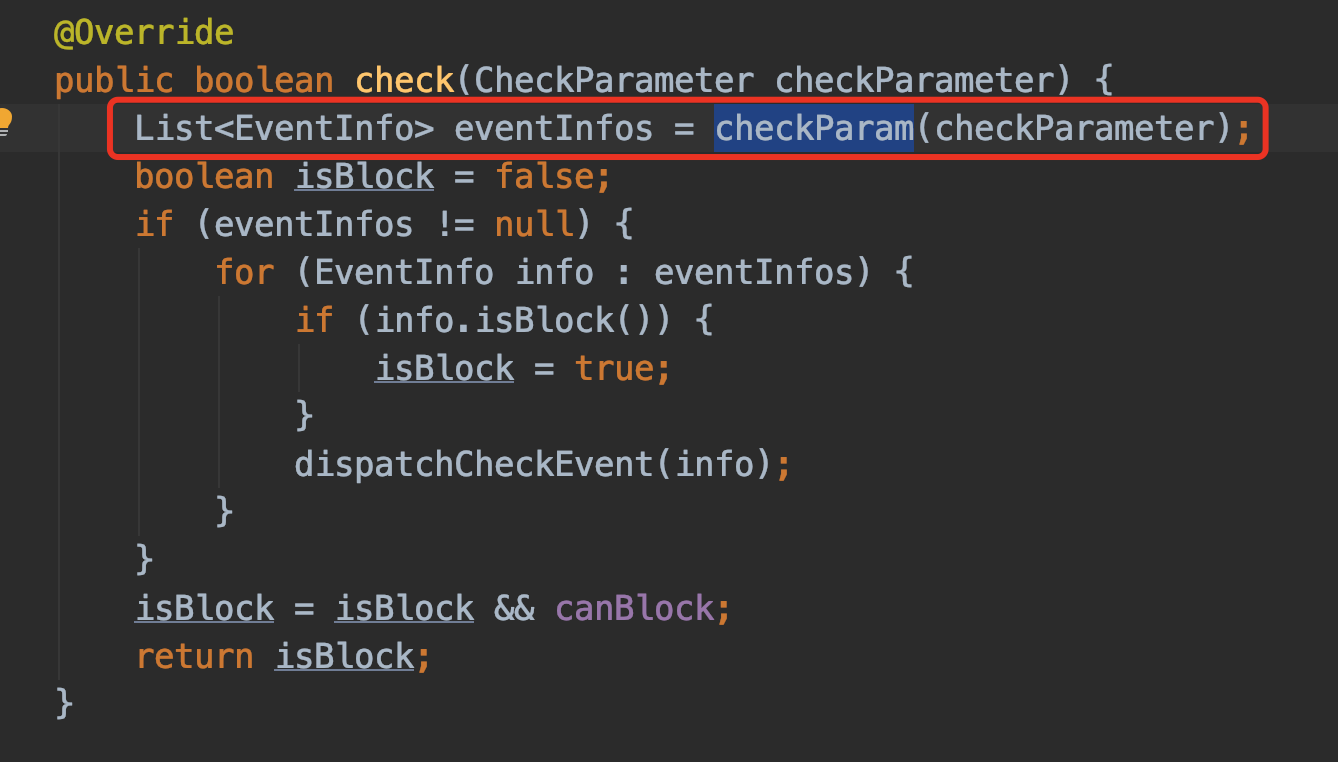 @Override
public boolean check(CheckParameter checkParameter) {
List<EventInfo> eventInfos = checkParam(checkParameter);
boolean isBlock = false;
if (eventInfos != null) {
for (EventInfo info : eventInfos) {
if (info.isBlock()) {
isBlock = true;
}
dispatchCheckEvent(info);
}
}
isBlock = isBlock && canBlock;
return isBlock;
}